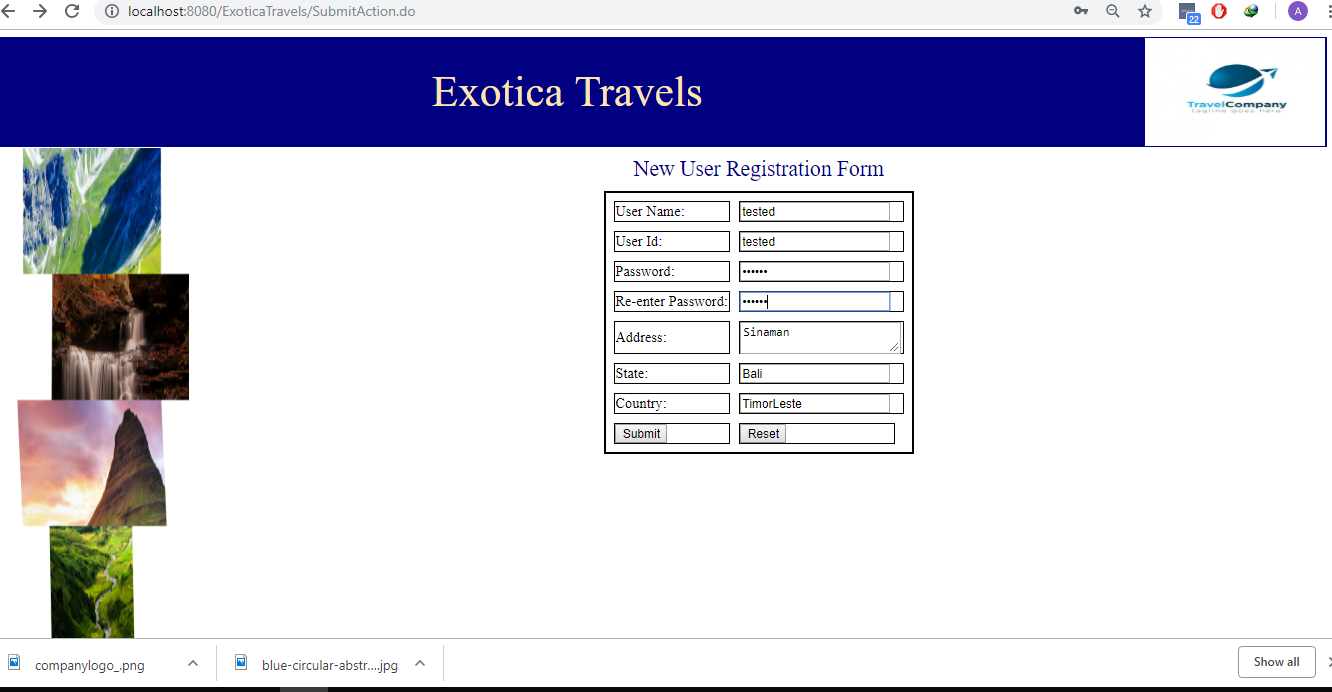 localhost:8080/ExoticaTravels/SubmitAction.do
22
A
Exotica Travels
TravelCompany
tagline goes here
New User Registration Form
User Name: tested
User Id: tested
Password: ••••••
Re-enter Password: ••••••
Address: Sinaman
State: Bali
Country: TimorLeste
Submit Reset
companylogo_.png blue-circular-abstr....jpg Show all